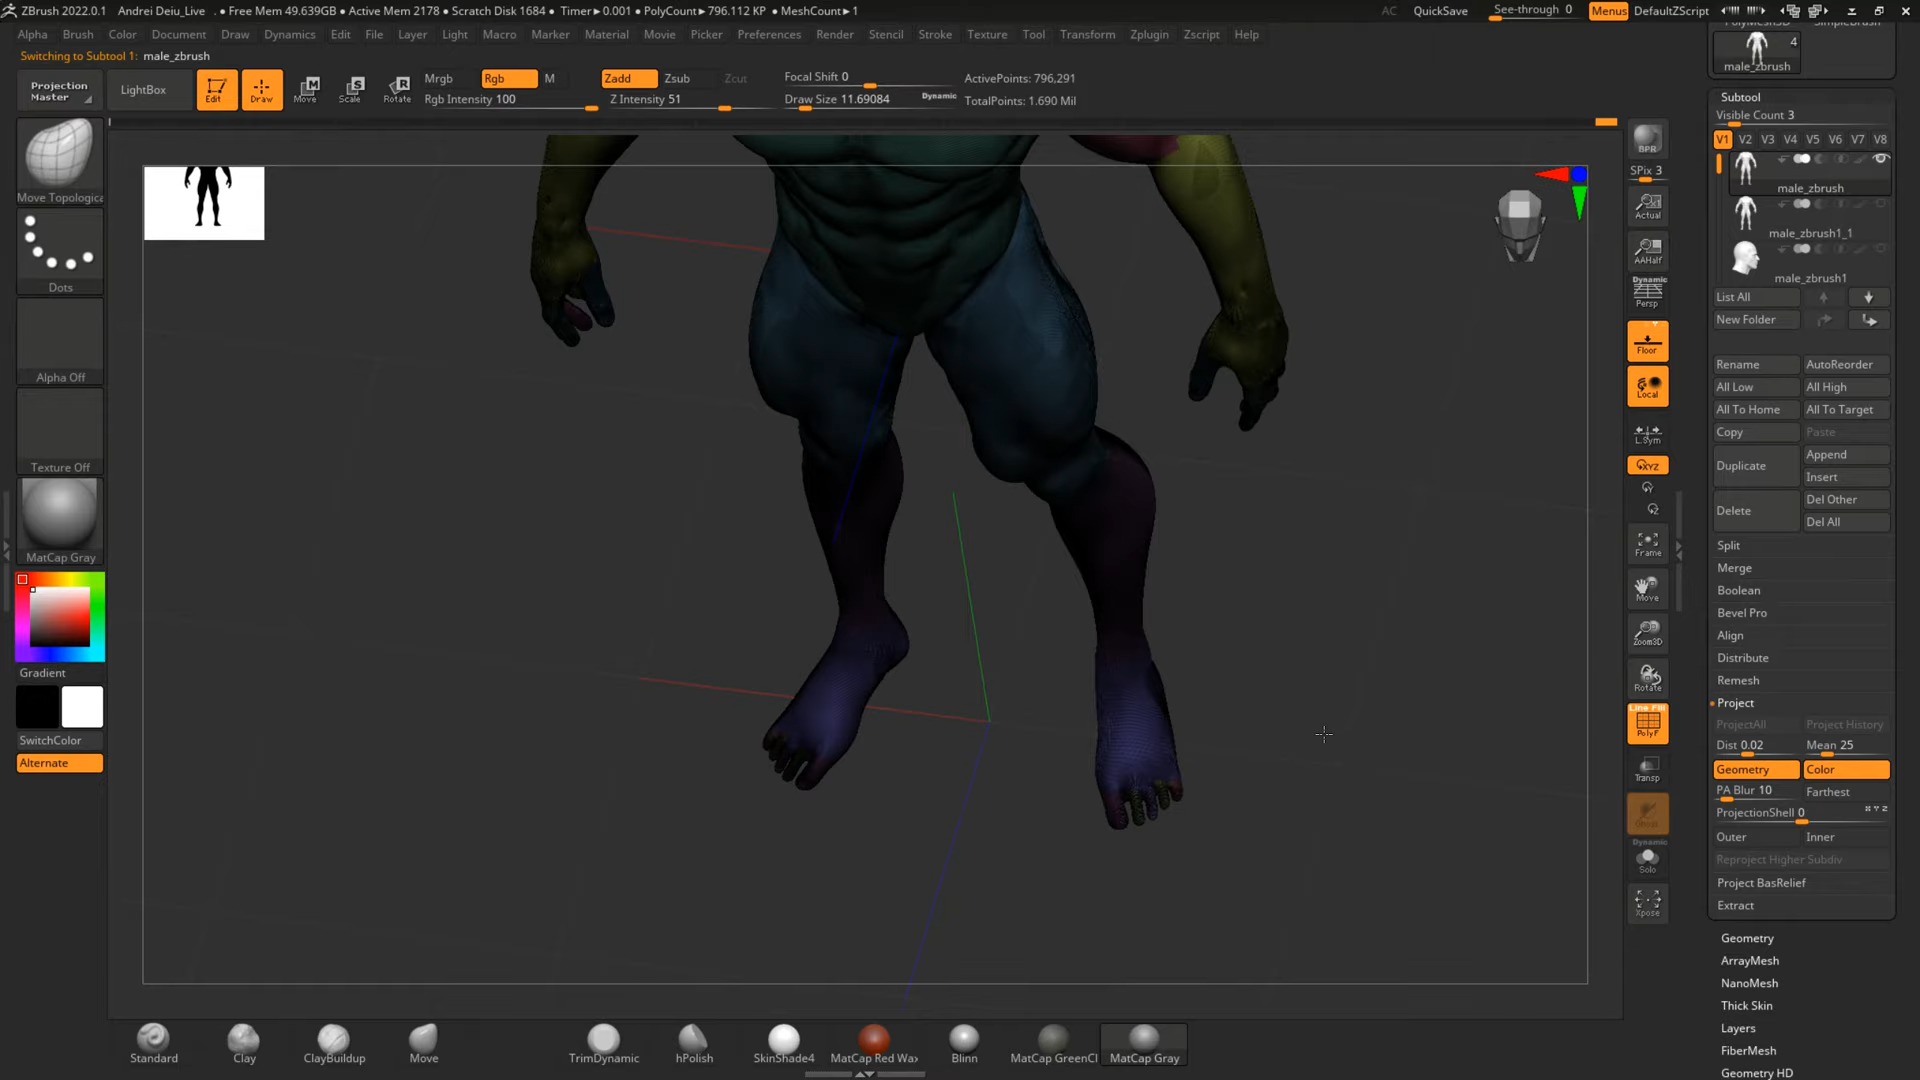 ZBrush 2022.0.1 Andrei Deiu_Live • Free Mem 49.639GB • Active Mem 2178 • Scratch Disk 1684 • Timer▸0.001 • PolyCount▸796.112 KP • MeshCount▸1 AC QuickSave See-through 0 Menus DefaultZScript
Alpha Brush Color Document Draw Dynamics Edit File Layer Light Macro Marker Material Movie Picker Preferences Render Stencil Stroke Texture Tool Transform Zplugin Zscript Help
Switching to Subtool 1: male_zbrush
Projection Master
LightBox
Edit
Draw
Move
Scale
Rotate
Mrgb Rgb M
Rgb Intensity 100
Zadd Zsub Zcut
Z Intensity 51
Focal Shift 0
Draw Size 11.69084 Dynamic
ActivePoints: 796,291
TotalPoints: 1.690 Mil
Move Topologica
Dots
Alpha Off
Texture Off
MatCap Gray
Gradient
SwitchColor
Alternate
BPR
SPix 3
Actual
AAHalf
Dynamic
Persp
Floor
Local
L.Sym
XYZ
Frame
Move
Zoom3D
Rotate
Line Fill
PolyF
Transp
Dynamic
Solo
Xpose
4
male_zbrush
Subtool
Visible Count 3
V1 V2 V3 V4 V5 V6 V7 V8
male_zbrush
male_zbrush1_1
male_zbrush1
List All
New Folder
Rename AutoReorder
All Low All High
All To Home All To Target
Copy Paste
Duplicate Append
Insert
Delete Del Other
Del All
Split
Merge
Boolean
Bevel Pro
Align
Distribute
Remesh
Project
ProjectAll Project History
Dist 0.02 Mean 25
Geometry Color
PA Blur 10 Farthest
ProjectionShell 0 X Y Z
Outer Inner
Reproject Higher Subdiv
Project BasRelief
Extract
Geometry
ArrayMesh
NanoMesh
Thick Skin
Layers
FiberMesh
Geometry HD
Standard Clay ClayBuildup Move TrimDynamic hPolish SkinShade4 MatCap Red Wax Blinn MatCap GreenCl MatCap Gray